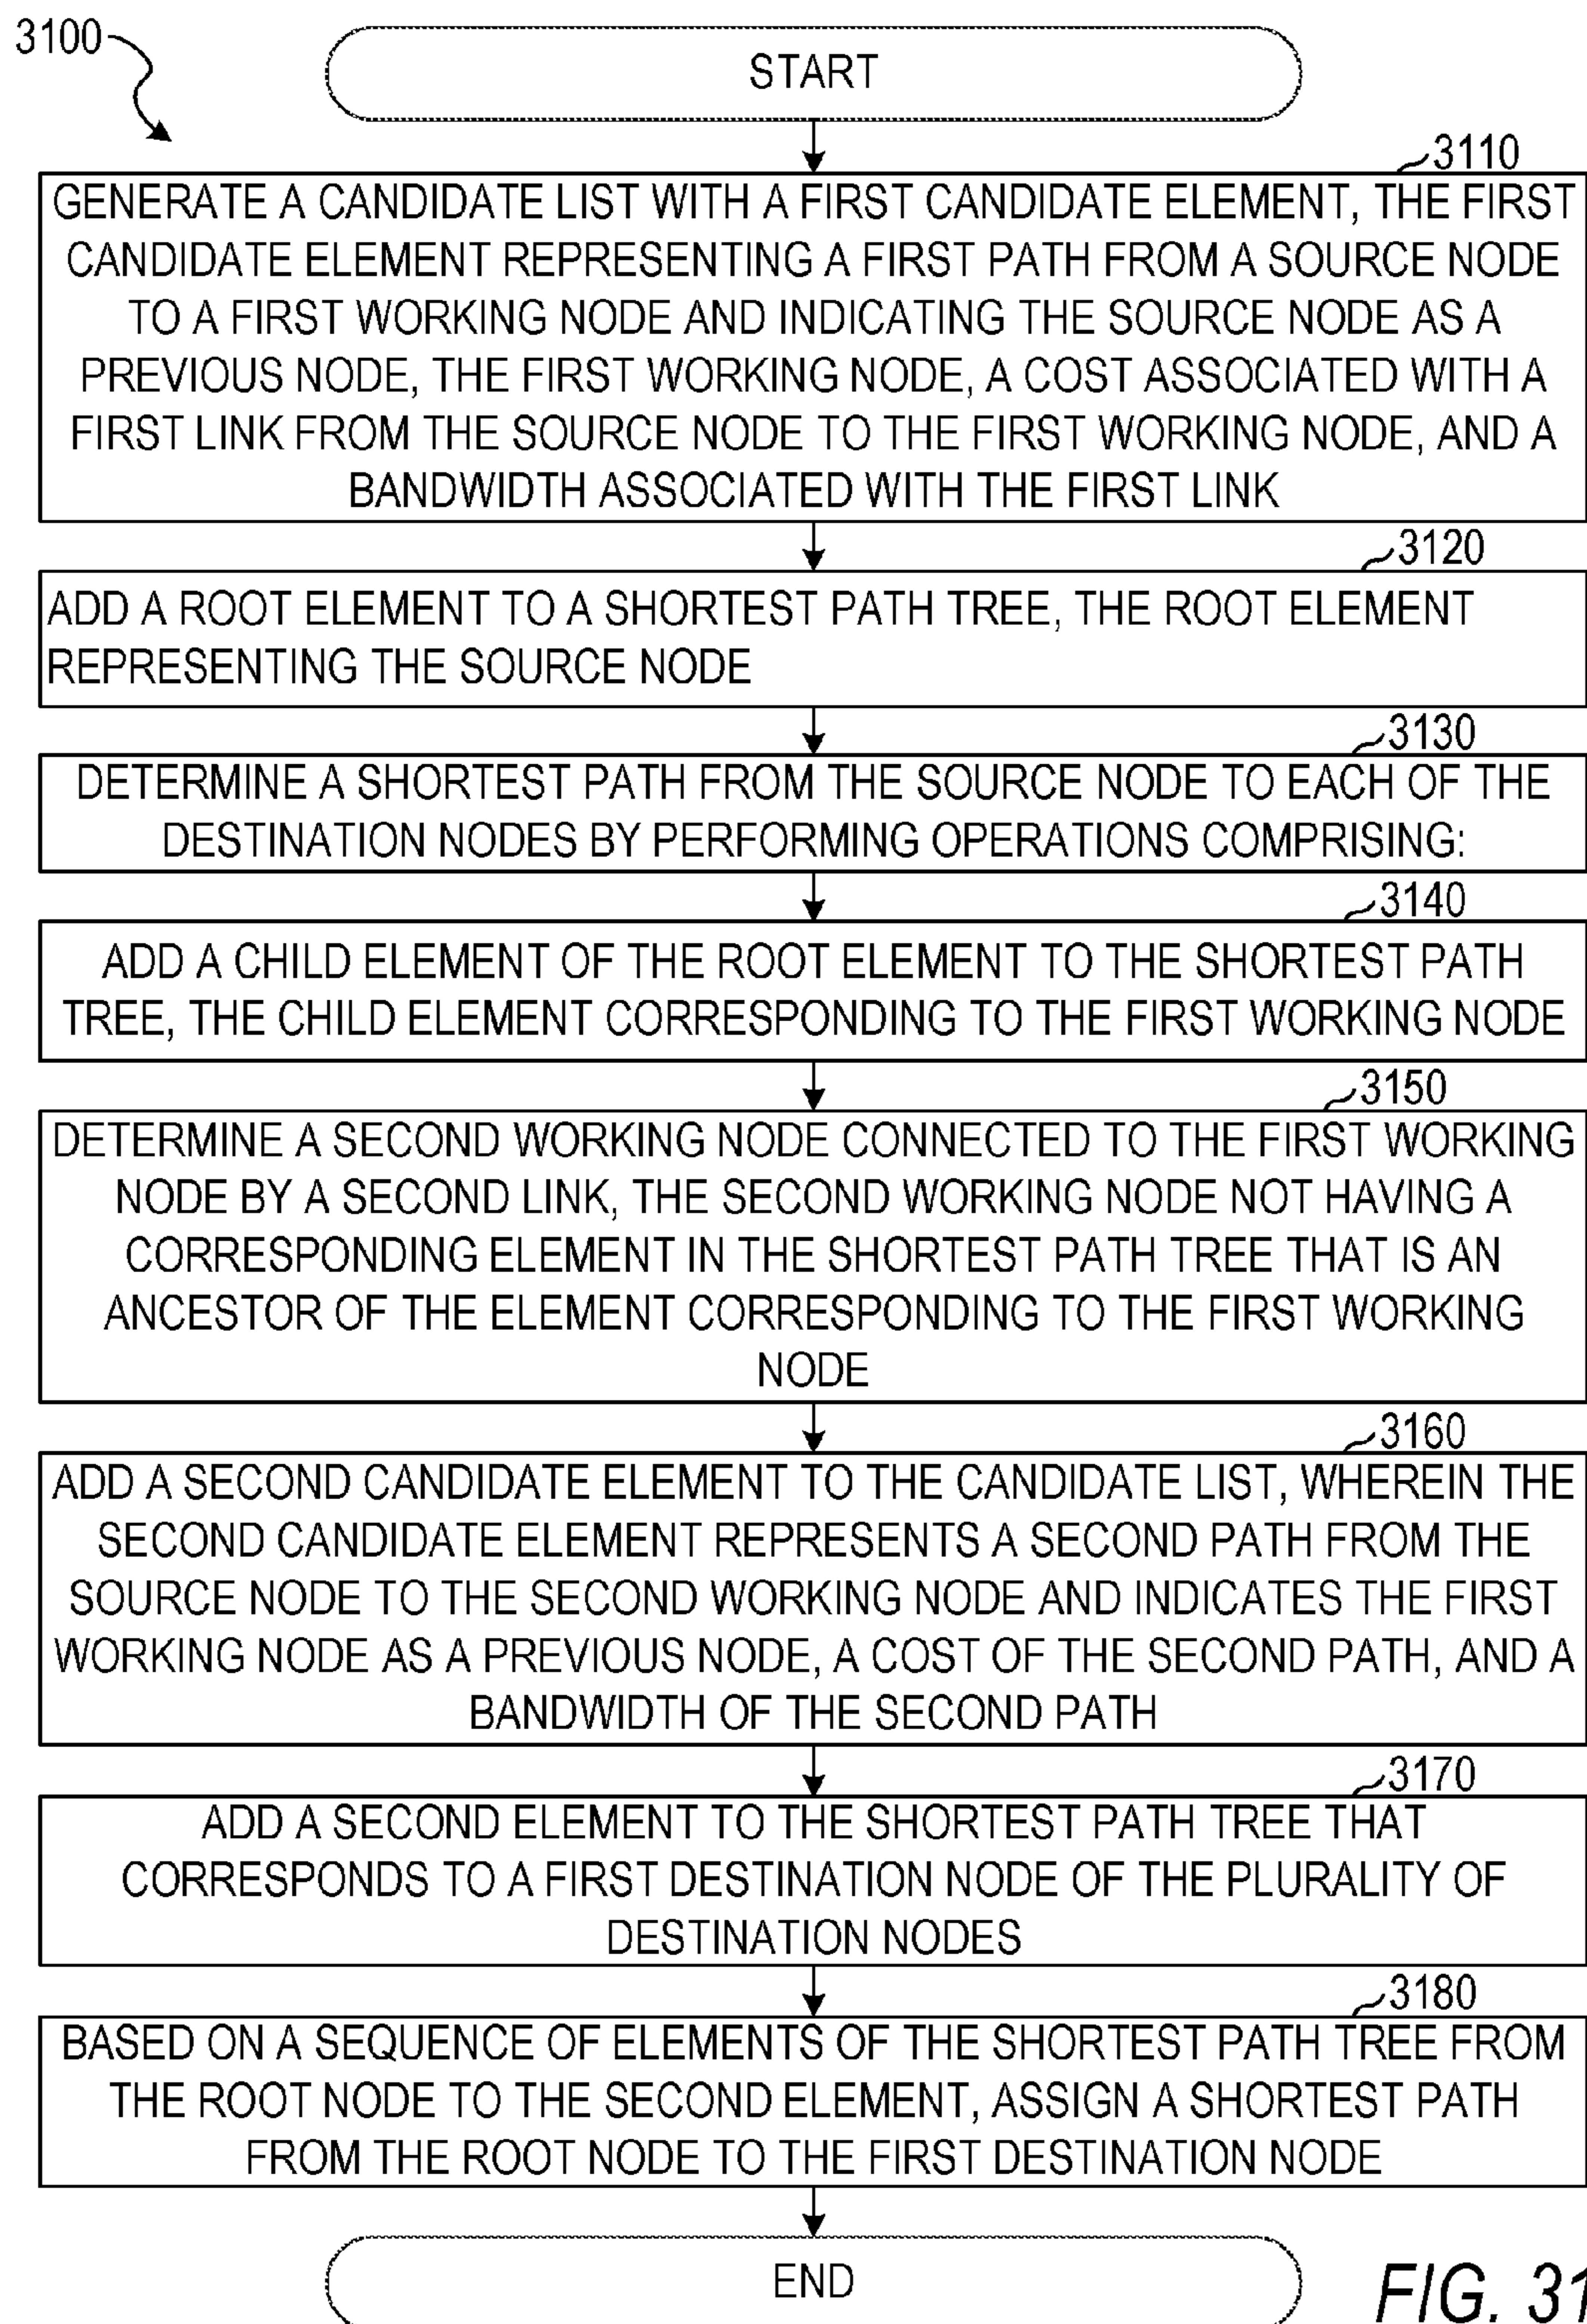 3100
START
3110
GENERATE A CANDIDATE LIST WITH A FIRST CANDIDATE ELEMENT, THE FIRST
CANDIDATE ELEMENT REPRESENTING A FIRST PATH FROM A SOURCE NODE
TO A FIRST WORKING NODE AND INDICATING THE SOURCE NODE AS A
PREVIOUS NODE, THE FIRST WORKING NODE, A COST ASSOCIATED WITH A
FIRST LINK FROM THE SOURCE NODE TO THE FIRST WORKING NODE, AND A
BANDWIDTH ASSOCIATED WITH THE FIRST LINK
3120
ADD A ROOT ELEMENT TO A SHORTEST PATH TREE, THE ROOT ELEMENT
REPRESENTING THE SOURCE NODE
3130
DETERMINE A SHORTEST PATH FROM THE SOURCE NODE TO EACH OF THE
DESTINATION NODES BY PERFORMING OPERATIONS COMPRISING:
3140
ADD A CHILD ELEMENT OF THE ROOT ELEMENT TO THE SHORTEST PATH
TREE, THE CHILD ELEMENT CORRESPONDING TO THE FIRST WORKING NODE
3150
DETERMINE A SECOND WORKING NODE CONNECTED TO THE FIRST WORKING
NODE BY A SECOND LINK, THE SECOND WORKING NODE NOT HAVING A
CORRESPONDING ELEMENT IN THE SHORTEST PATH TREE THAT IS AN
ANCESTOR OF THE ELEMENT CORRESPONDING TO THE FIRST WORKING
NODE
3160
ADD A SECOND CANDIDATE ELEMENT TO THE CANDIDATE LIST, WHEREIN THE
SECOND CANDIDATE ELEMENT REPRESENTS A SECOND PATH FROM THE
SOURCE NODE TO THE SECOND WORKING NODE AND INDICATES THE FIRST
WORKING NODE AS A PREVIOUS NODE, A COST OF THE SECOND PATH, AND A
BANDWIDTH OF THE SECOND PATH
3170
ADD A SECOND ELEMENT TO THE SHORTEST PATH TREE THAT
CORRESPONDS TO A FIRST DESTINATION NODE OF THE PLURALITY OF
DESTINATION NODES
3180
BASED ON A SEQUENCE OF ELEMENTS OF THE SHORTEST PATH TREE FROM
THE ROOT NODE TO THE SECOND ELEMENT, ASSIGN A SHORTEST PATH
FROM THE ROOT NODE TO THE FIRST DESTINATION NODE
END
FIG. 31